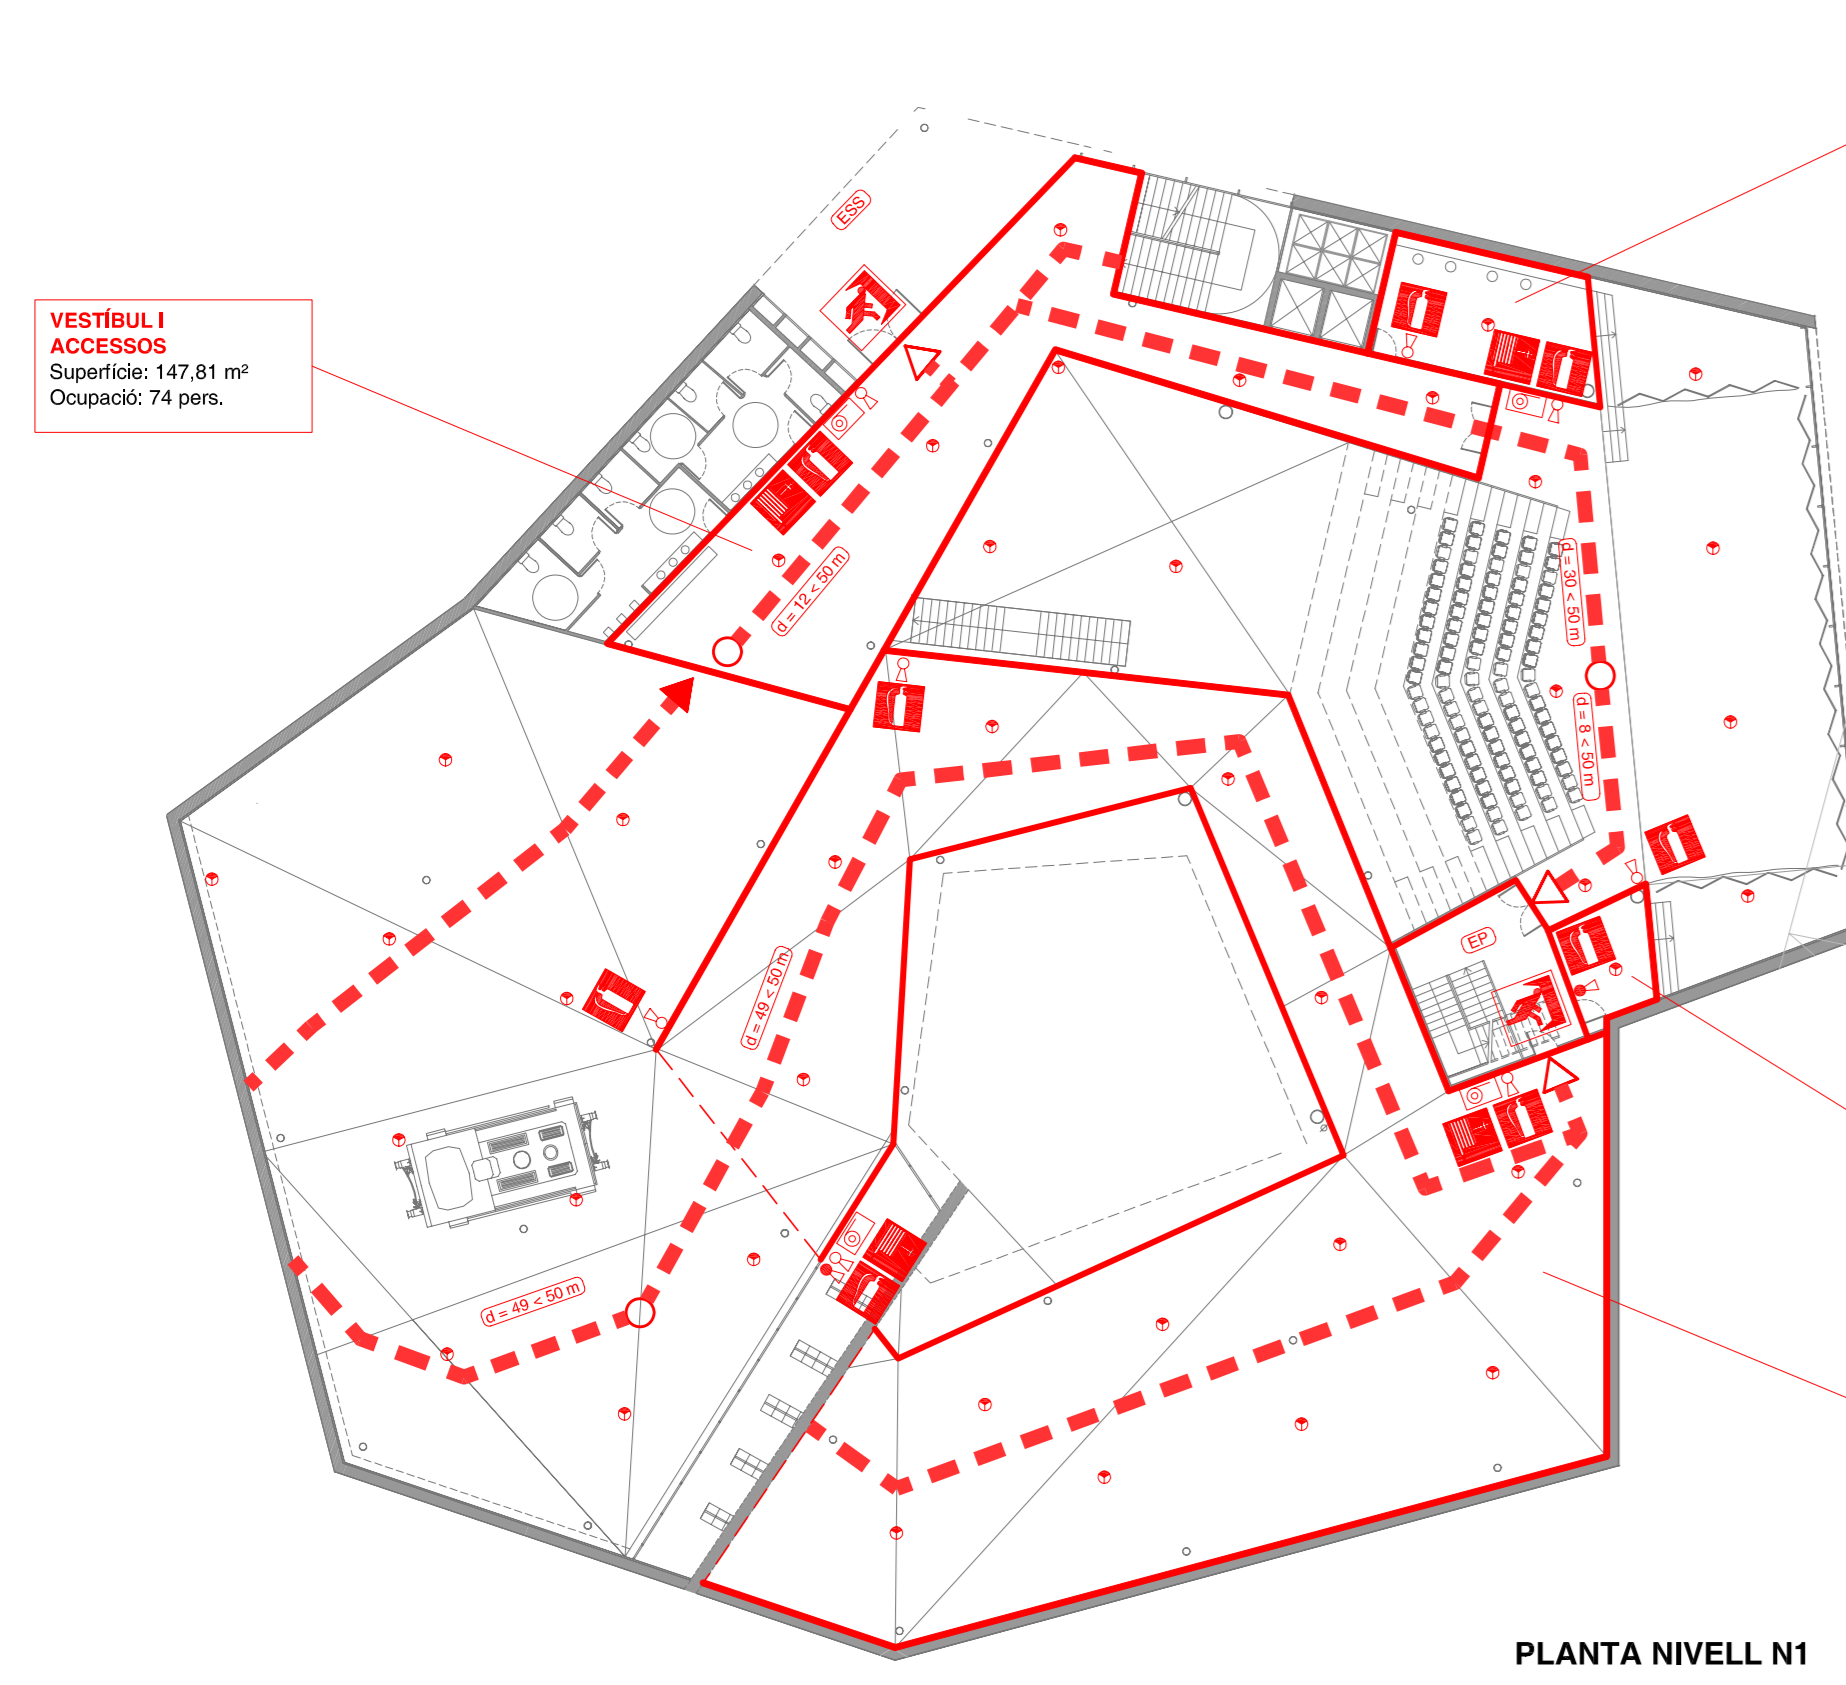 ESS
VESTÍBUL I
ACCESSOS
Superfície: 147,81 m²
Ocupació: 74 pers.
d = 12 < 50 m
d = 30 < 50 m
d = 8 < 50 m
EP
d = 49 < 50 m
d = 49 < 50 m
PLANTA NIVELL N1